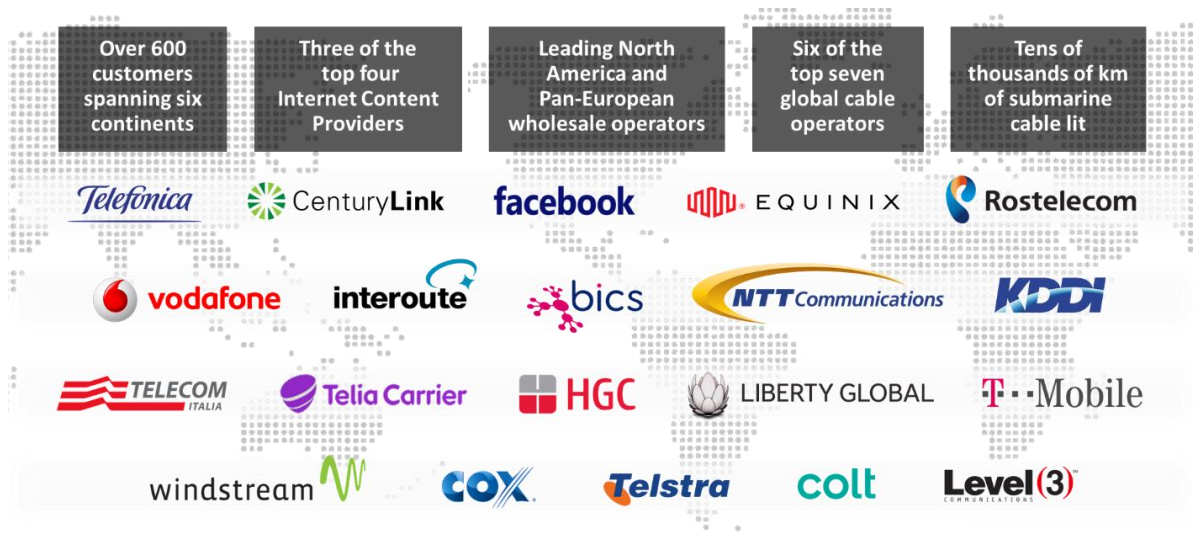 Over 600
customers
spanning six
continents
Three of the
top four
Internet Content
Providers
Leading North
America and
Pan-European
wholesale operators
Six of the
top seven
global cable
operators
Tens of
thousands of km
of submarine
cable lit
Telefónica
CenturyLink
facebook
EQUINIX
Rostelecom
vodafone
interoute
bics
NTT Communications
KDDI
TELECOM
ITALIA
Telia Carrier
HGC
LIBERTY GLOBAL
T··Mobile
windstream
COX
Telstra
colt
Level(3)™
COMMUNICATIONS